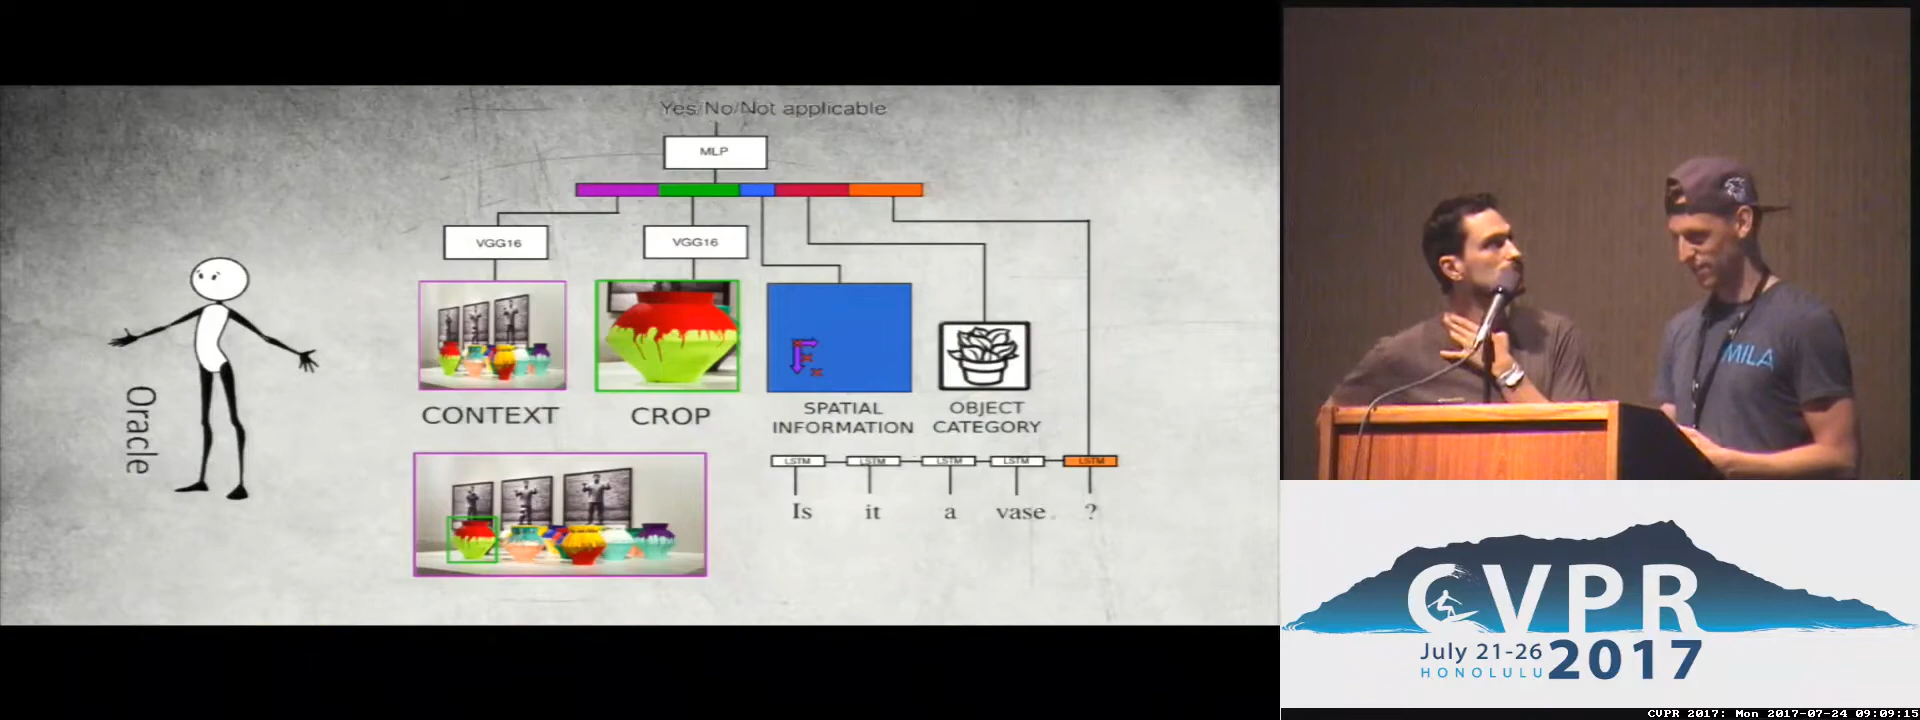 Yes/No/Not applicable
MLP
VGG16
VGG16
CONTEXT
CROP
SPATIAL
INFORMATION
OBJECT
CATEGORY
Oracle
LSTM LSTM LSTM LSTM LSTM
Is it a vase ?
MILA
CVPR
July 21-26
HONOLULU
2017
CVPR 2017: Mon 2017-07-24 09:09:15